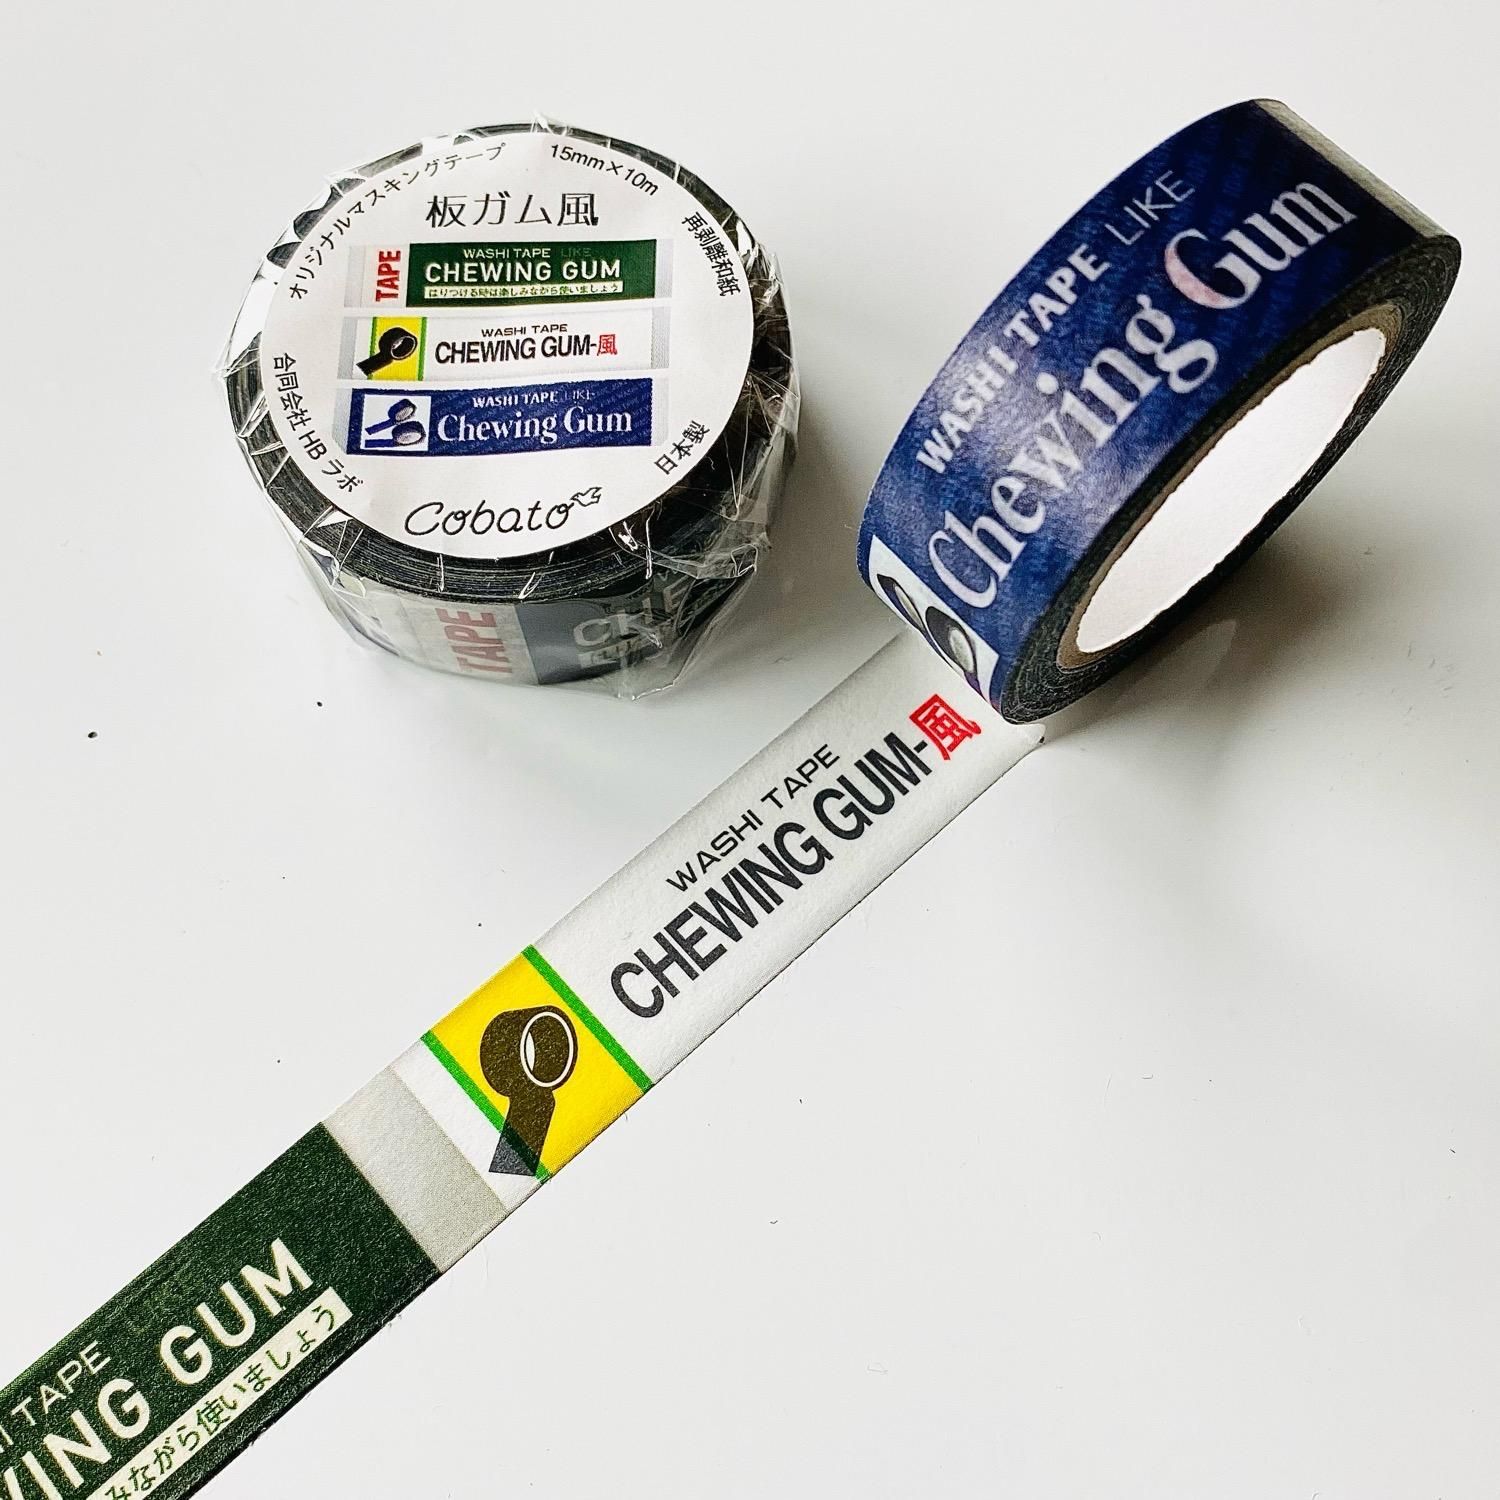 オリジナルマスキングテープ
15mm×10m
板ガム風
再剥離和紙
TAPE
WASHI TAPE LIKE
CHEWING GUM
はりつける時は楽しみながら使いましょう
WASHI TAPE
CHEWING GUM-風
WASHI TAPE LIKE
Chewing Gum
合同会社HBラボ
日本製
Cobato
TAPE
CHE
WASHI TAPE LIKE
Chewing Gum
WASHI TAPE
CHEWING GUM-風
TAPE
WING GUM
みながら使いましょう